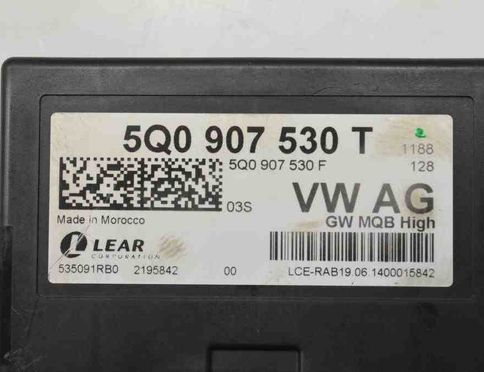 5Q0 907 530 T
1188
5Q0 907 530 F
128
03S
VW AG
GW MQB High
Made in Morocco
LEAR
CORPORATION
535091RB0 2195842 00 LCE-RAB19.06.1400015842